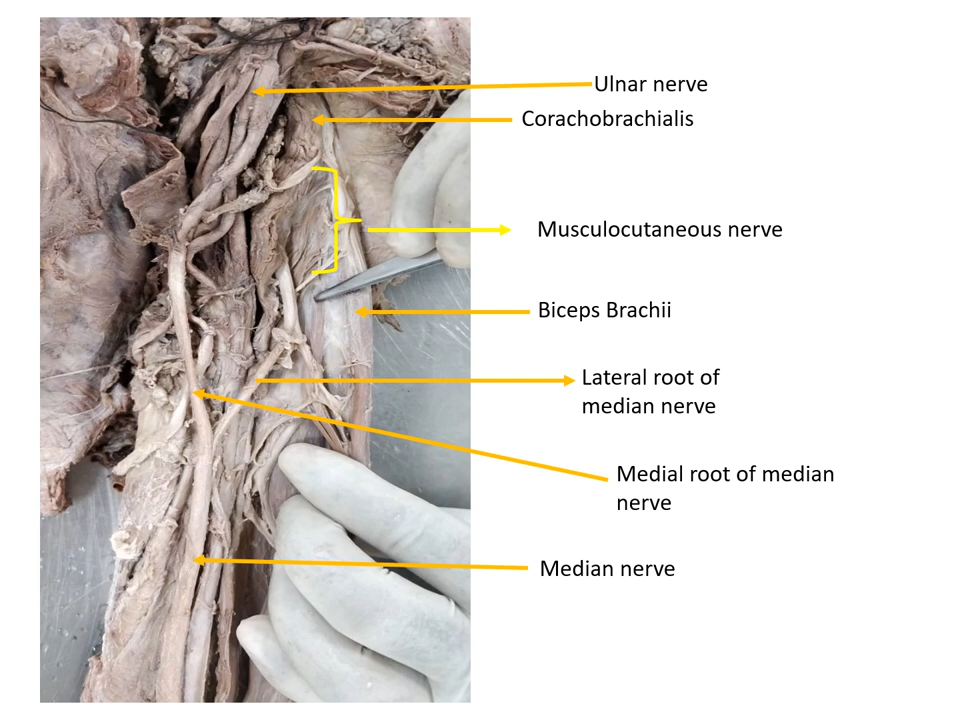 Ulnar nerve
Corachobrachialis
Musculocutaneous nerve
Biceps Brachii
Lateral root of
median nerve
Medial root of median
nerve
Median nerve